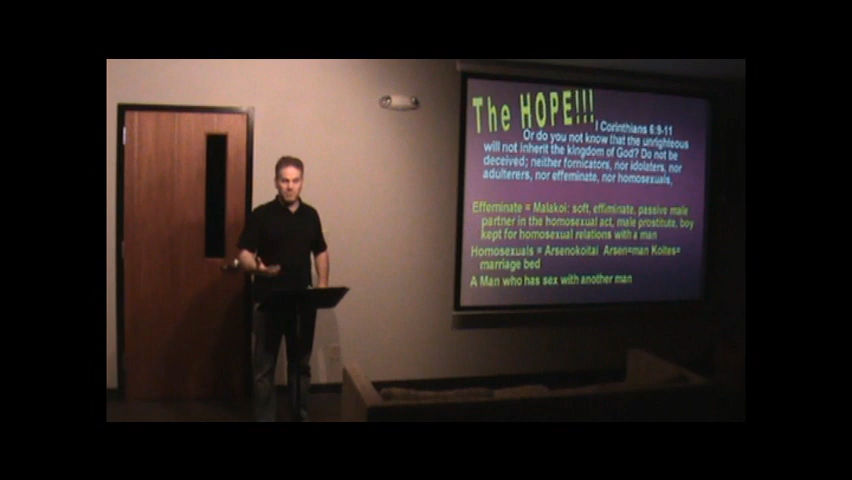 The HOPE!!!
I Corinthians 6:9-11
Or do you not know that the unrighteous
will not inherit the kingdom of God? Do not be
deceived; neither fornicators, nor idolaters, nor
adulterers, nor effeminate, nor homosexuals,
Effeminate = Malakoi: soft, effiminate, passive male
partner in the homosexual act, male prostitute, boy
kept for homosexual relations with a man
Homosexuals = Arsenokoitai Arsen=man Koites=
marriage bed
A Man who has sex with another man